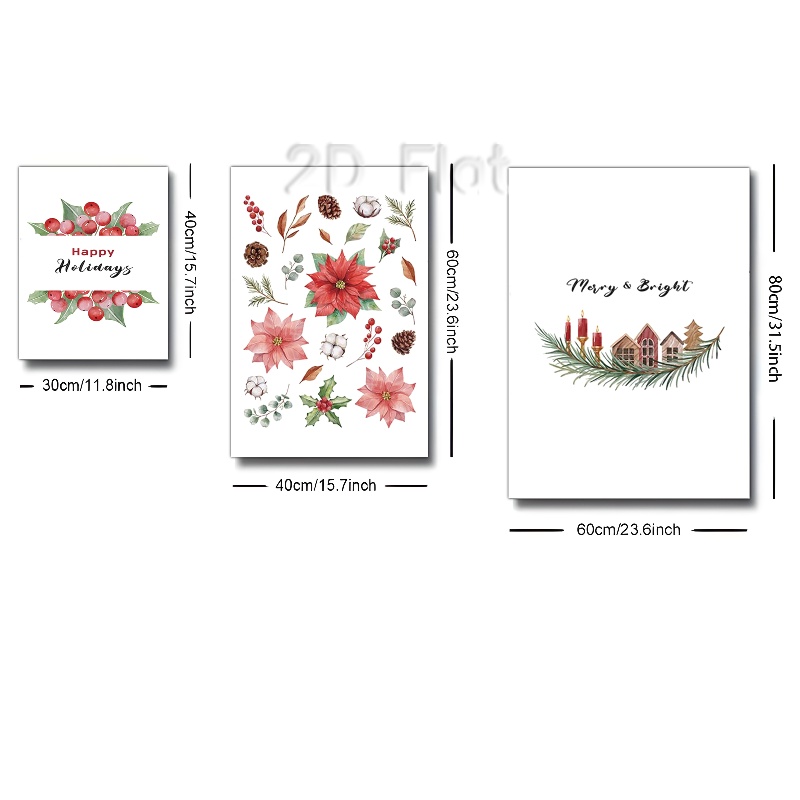 2D Flat
Happy
Holidays
40cm/15.7inch
30cm/11.8inch
60cm/23.6inch
40cm/15.7inch
Merry & Bright
80cm/31.5inch
60cm/23.6inch